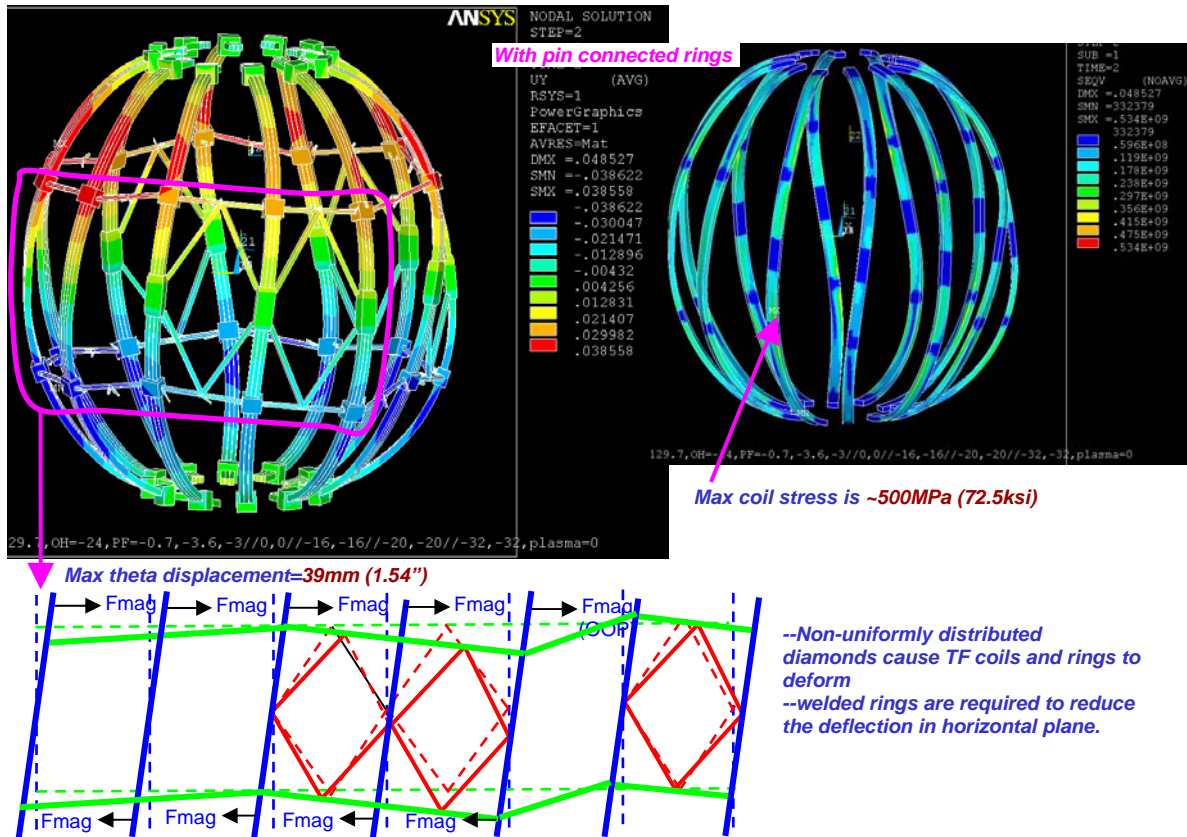 ANSYS
NODAL SOLUTION
STEP=2
With pin connected rings
UY (AVG)
RSYS=1
PowerGraphics
EFACET=1
AVRES=Mat
DMX =.048527
SMN =-.038622
SMX =.038558
-.038622
-.030047
-.021471
-.012896
-.00432
.004256
.012831
.021407
.029982
.038558
MX
21
SUB =1
TIME=2
SEQV (NOAVG)
DMX =.048527
SMN =332379
SMX =.534E+09
332379
.596E+08
.119E+09
.178E+09
.238E+09
.297E+09
.356E+09
.415E+09
.475E+09
.534E+09
129.7,OH=-24,PF=-0.7,-3.6,-3//0,0//-16,-16//-20,-20//-32,-32,plasma=0
Max coil stress is ~500MPa (72.5ksi)
29.7,OH=-24,PF=-0.7,-3.6,-3//0,0//-16,-16//-20,-20//-32,-32,plasma=0
Max theta displacement=39mm (1.54”)
Fmag Fmag Fmag Fmag Fmag
(OOP)
--Non-uniformly distributed
diamonds cause TF coils and rings to
deform
--welded rings are required to reduce
the deflection in horizontal plane.
Fmag Fmag Fmag Fmag